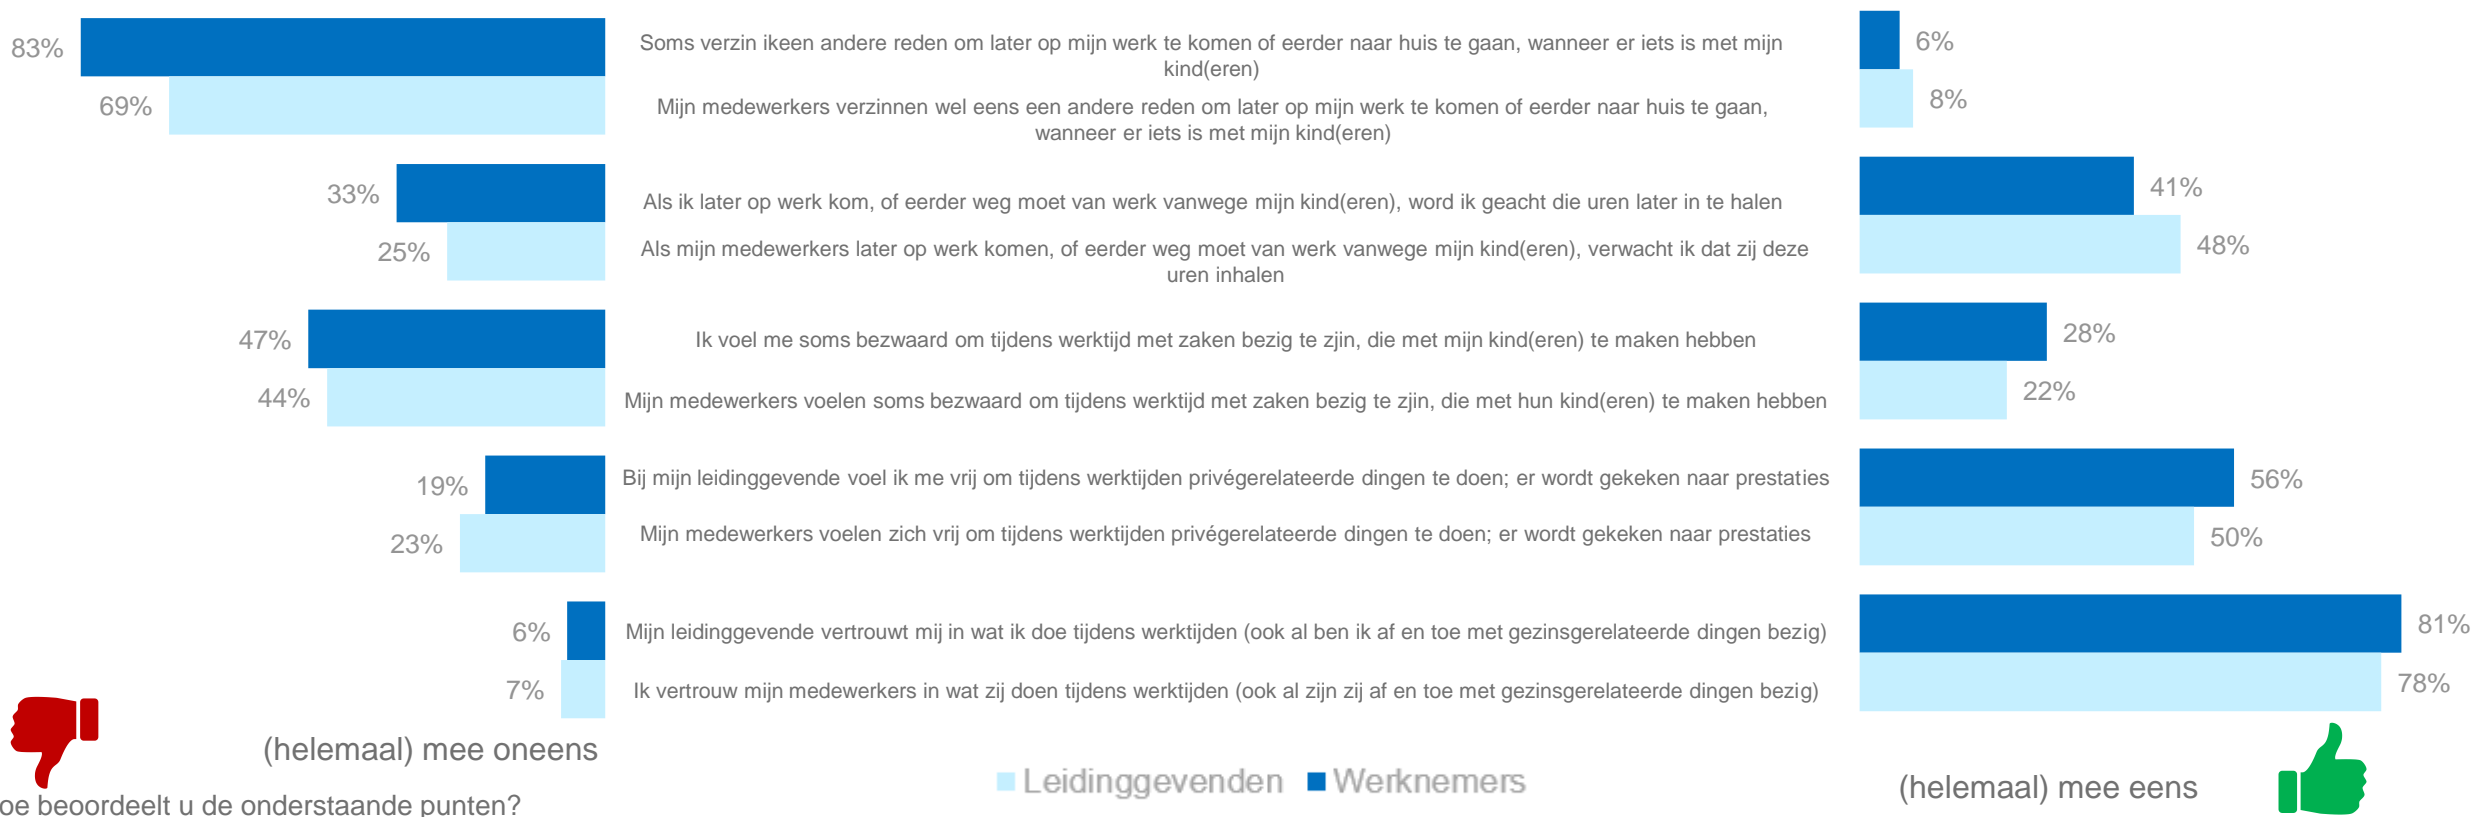 83%
Soms verzin ikeen andere reden om later op mijn werk te komen of eerder naar huis te gaan, wanneer er iets is met mijn
kind(eren)
6%
69%
Mijn medewerkers verzinnen wel eens een andere reden om later op mijn werk te komen of eerder naar huis te gaan,
wanneer er iets is met mijn kind(eren)
8%
33%
Als ik later op werk kom, of eerder weg moet van werk vanwege mijn kind(eren), word ik geacht die uren later in te halen
41%
25%
Als mijn medewerkers later op werk komen, of eerder weg moet van werk vanwege mijn kind(eren), verwacht ik dat zij deze
uren inhalen
48%
47%
Ik voel me soms bezwaard om tijdens werktijd met zaken bezig te zjin, die met mijn kind(eren) te maken hebben
28%
44%
Mijn medewerkers voelen soms bezwaard om tijdens werktijd met zaken bezig te zjin, die met hun kind(eren) te maken hebben
22%
19%
Bij mijn leidinggevende voel ik me vrij om tijdens werktijden privégerelateerde dingen te doen; er wordt gekeken naar prestaties
56%
23%
Mijn medewerkers voelen zich vrij om tijdens werktijden privégerelateerde dingen te doen; er wordt gekeken naar prestaties
50%
6%
Mijn leidinggevende vertrouwt mij in wat ik doe tijdens werktijden (ook al ben ik af en toe met gezinsgerelateerde dingen bezig)
81%
7%
Ik vertrouw mijn medewerkers in wat zij doen tijdens werktijden (ook al zijn zij af en toe met gezinsgerelateerde dingen bezig)
78%
(helemaal) mee oneens
Leidinggevenden Werknemers
(helemaal) mee eens
oe beoordeelt u de onderstaande punten?